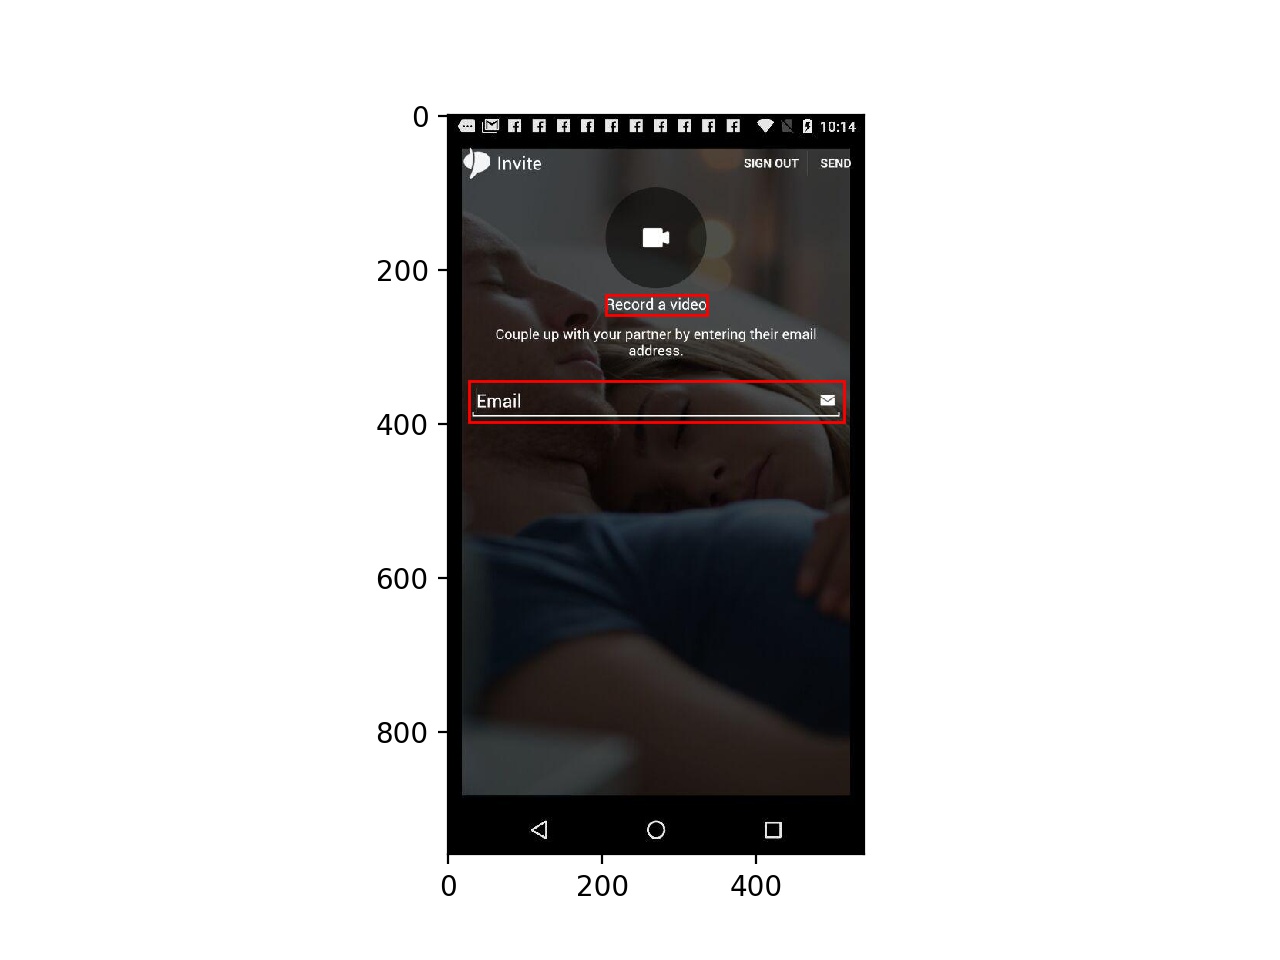 10:14
Invite
SIGN OUT
SEND
Record a video
Couple up with your partner by entering their email
address.
Email
0
200
400
600
800
0
200
400